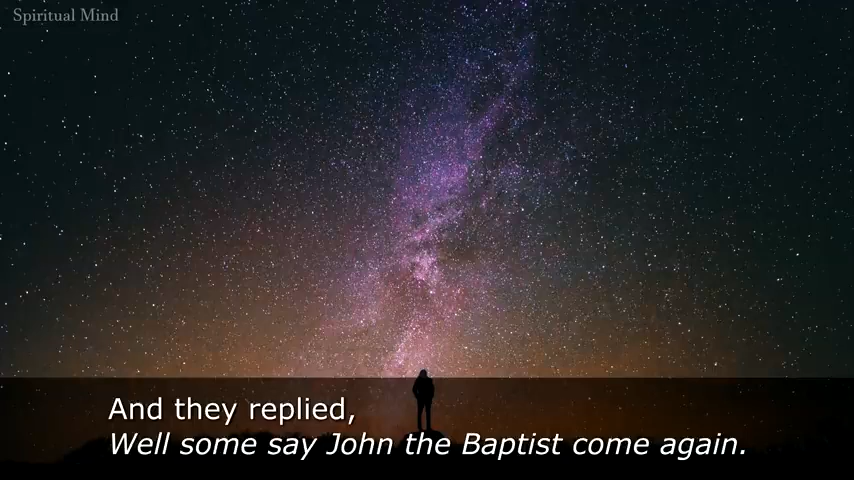 Spiritual Mind
And they replied,
Well some say John the Baptist come again.